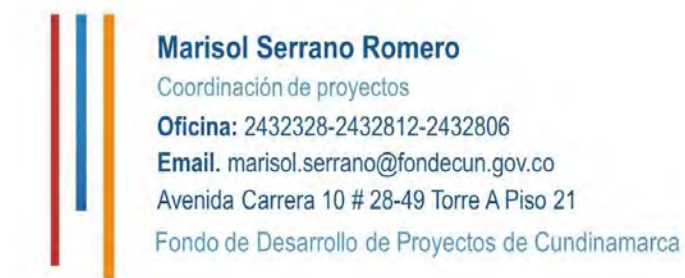 Marisol Serrano Romero
Coordinación de proyectos
Oficina: 2432328-2432812-2432806
Email. marisol.serrano@fondecun.gov.co
Avenida Carrera 10 # 28-49 Torre A Piso 21
Fondo de Desarrollo de Proyectos de Cundinamarca